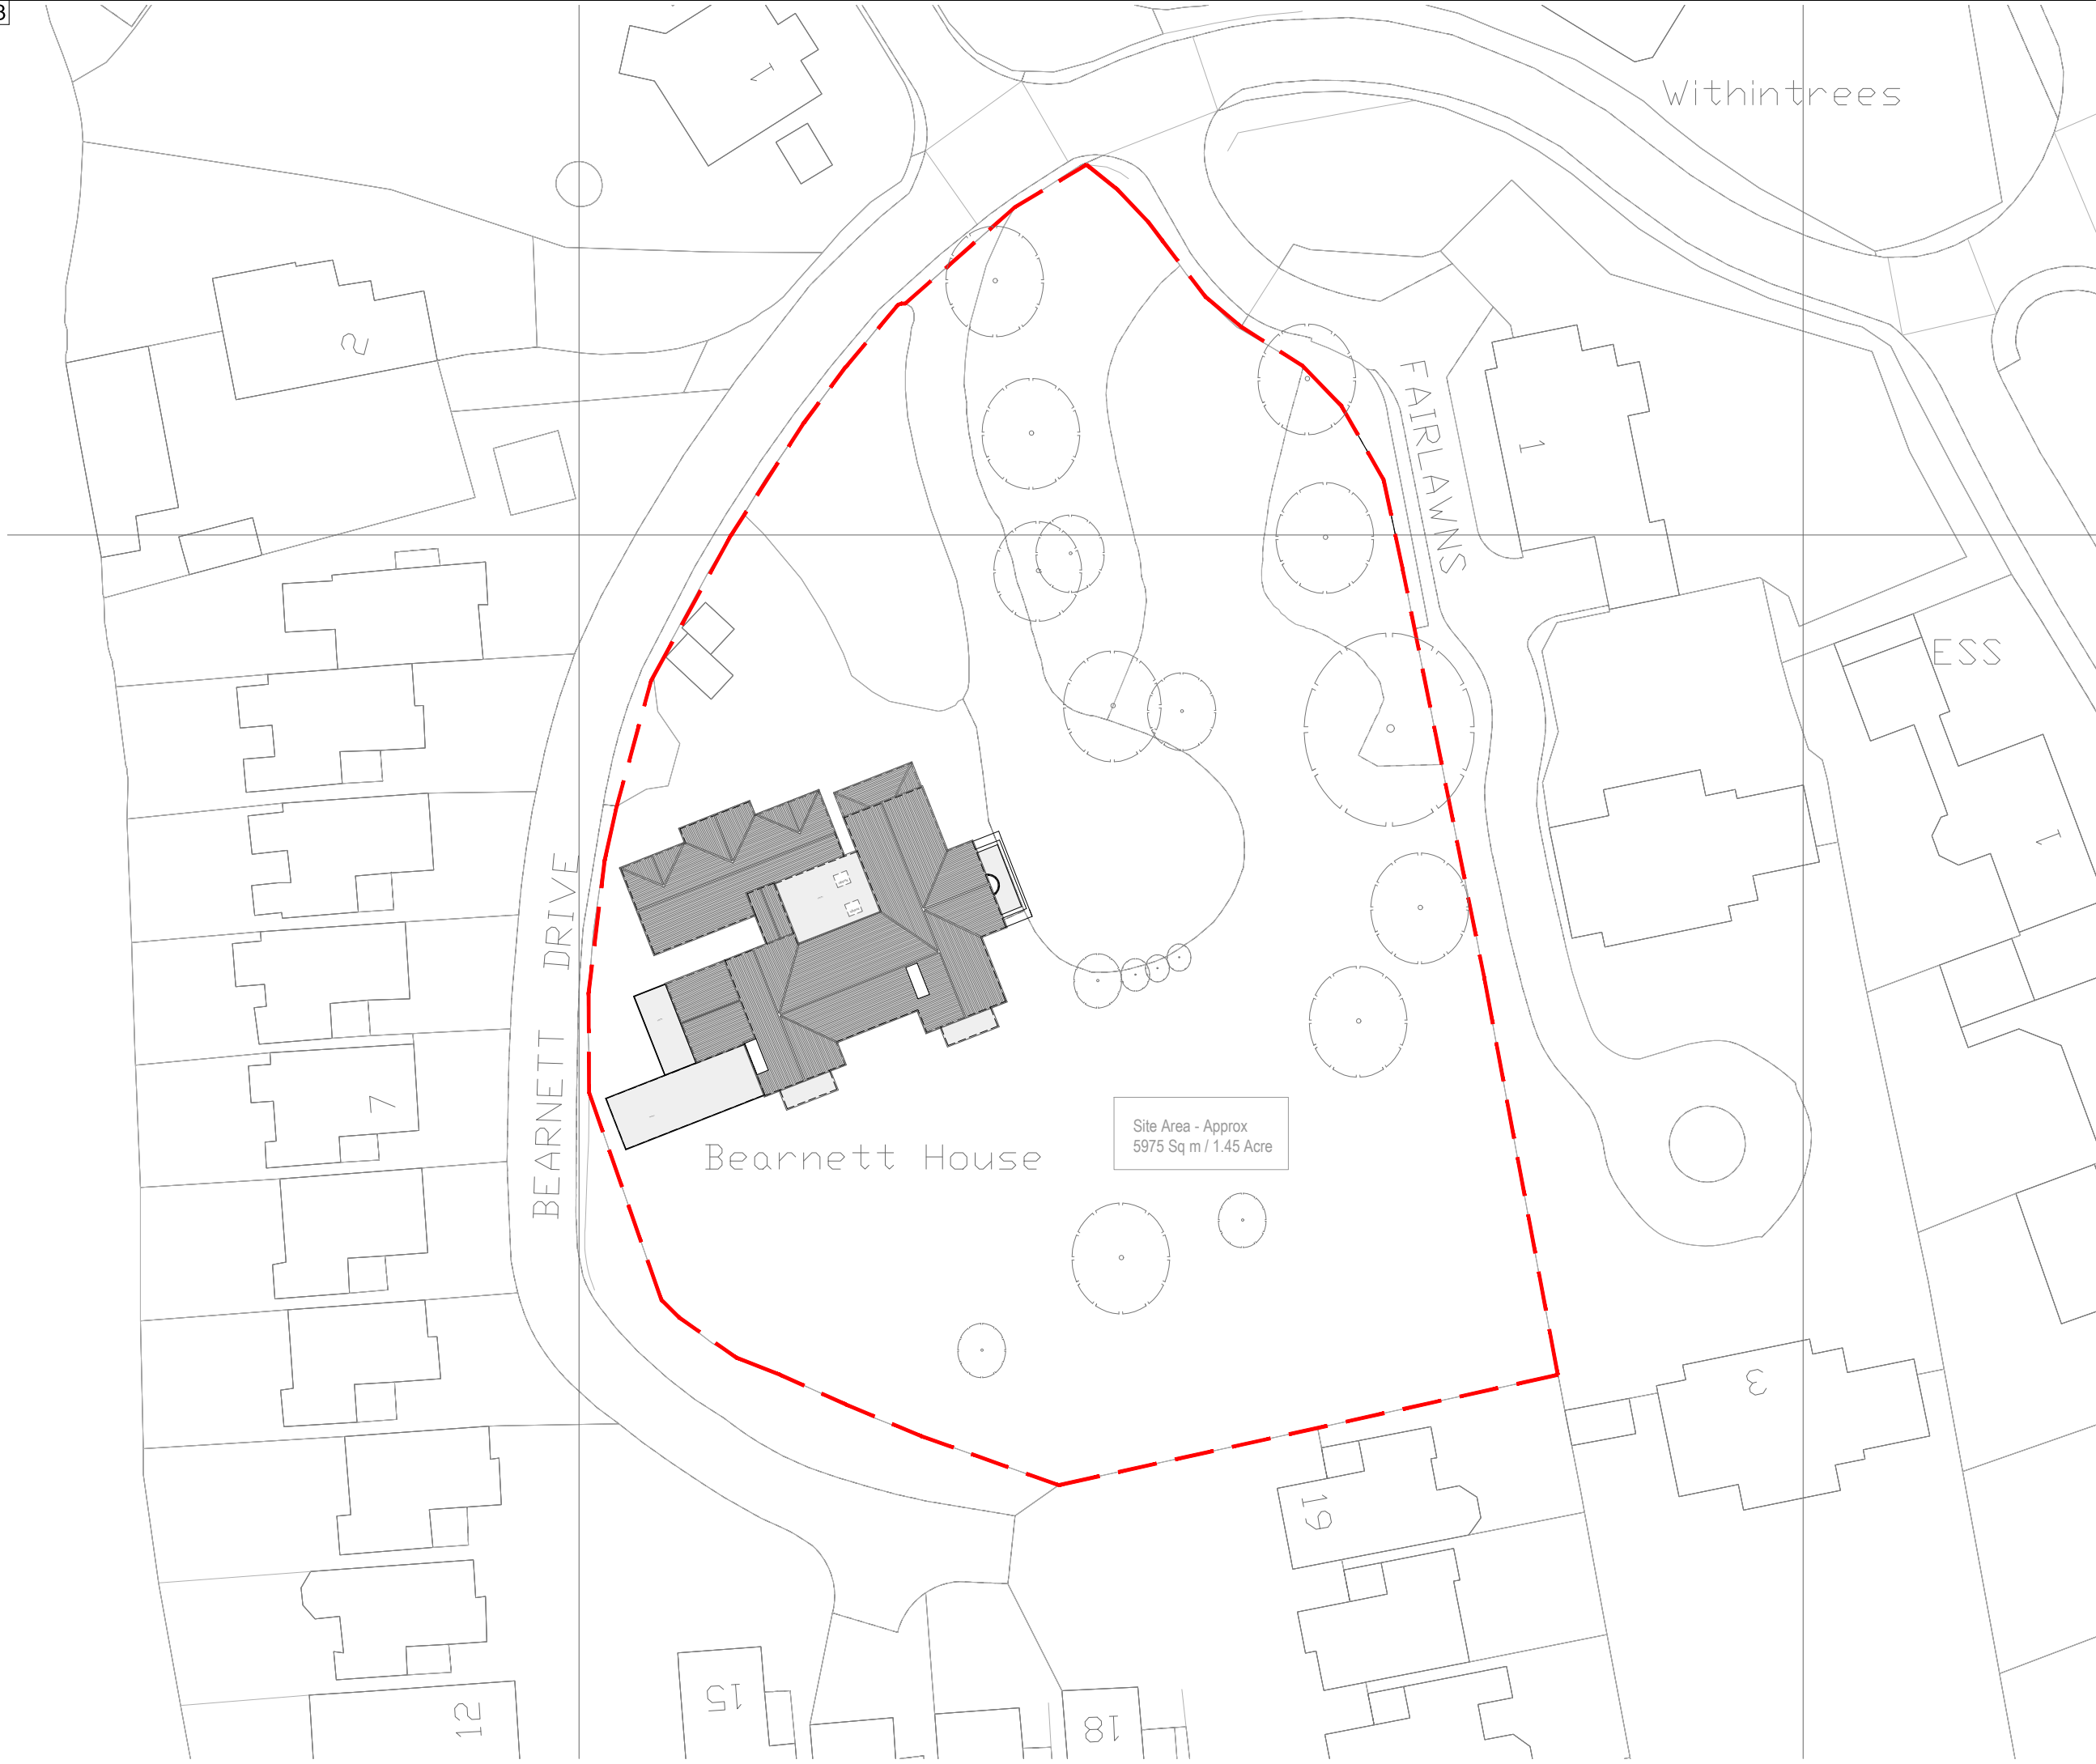 B
1
Withintrees
2
FAIRLAWNS
1
ESS
1
BEARNETT DRIVE
7
Bearnett House
Site Area - Approx
5975 Sq m / 1.45 Acre
3
19
15
18
12